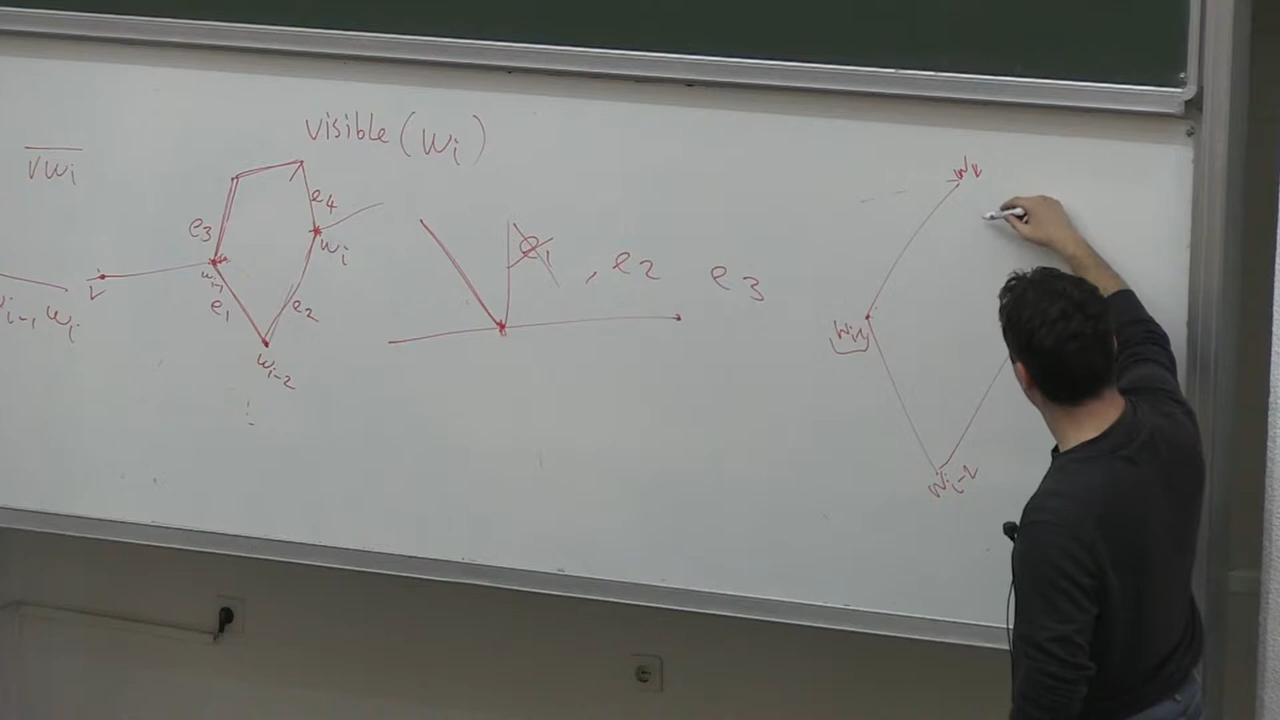 visible(wᵢ)
vwᵢ
e₄
e₃
wᵢ
wᵢ₋₁
v
e₁
e₂
wᵢ₋₁ wᵢ
wᵢ₋₂
e₁, e₂ e₃
wᵢ₋₁
wᵢ₋₂